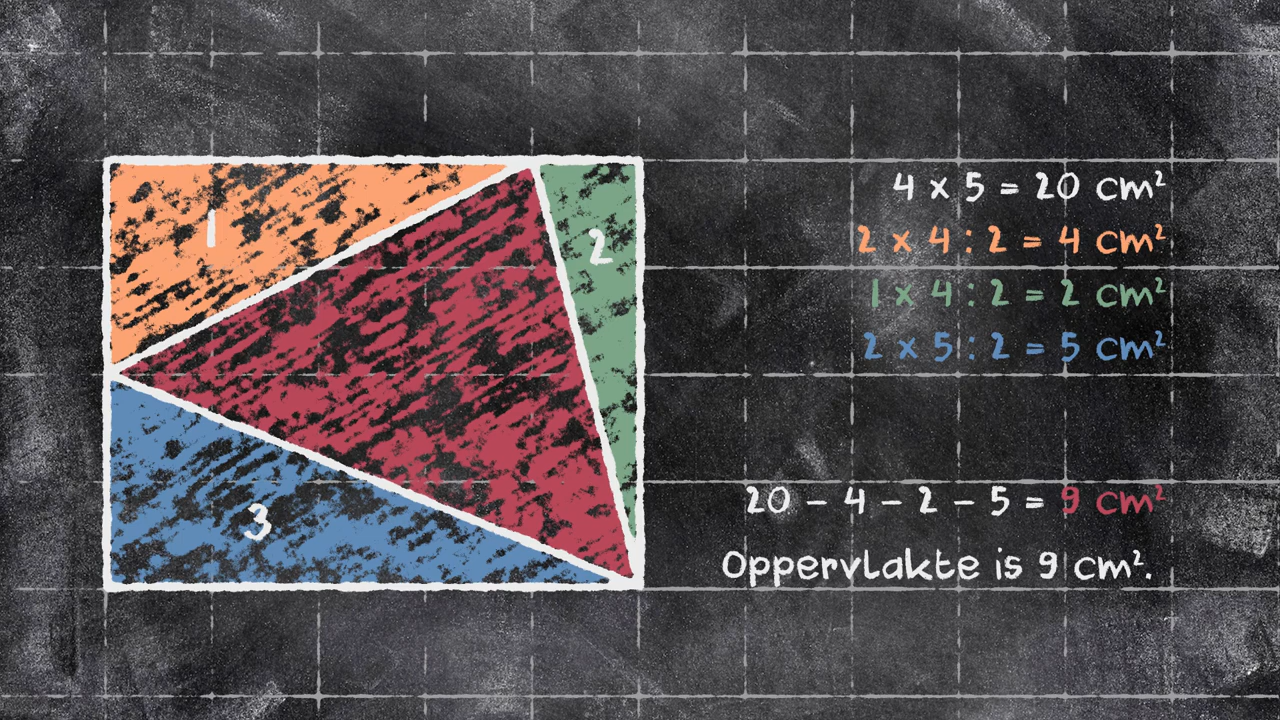 1
2
3
4 x 5 = 20 cm²
2 x 4 : 2 = 4 cm²
1 x 4 : 2 = 2 cm²
2 x 5 : 2 = 5 cm²
20 - 4 - 2 - 5 = 9 cm²
Oppervlakte is 9 cm².